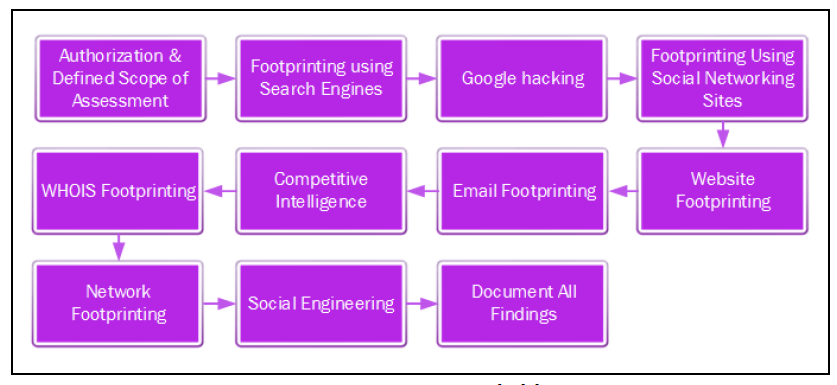 Authorization &
Defined Scope of
Assessment
Footprinting using
Search Engines
Google hacking
Footprinting Using
Social Networking
Sites
Website
Footprinting
Email Footprinting
Competitive
Intelligence
WHOIS Footprinting
Network
Footprinting
Social Engineering
Document All
Findings